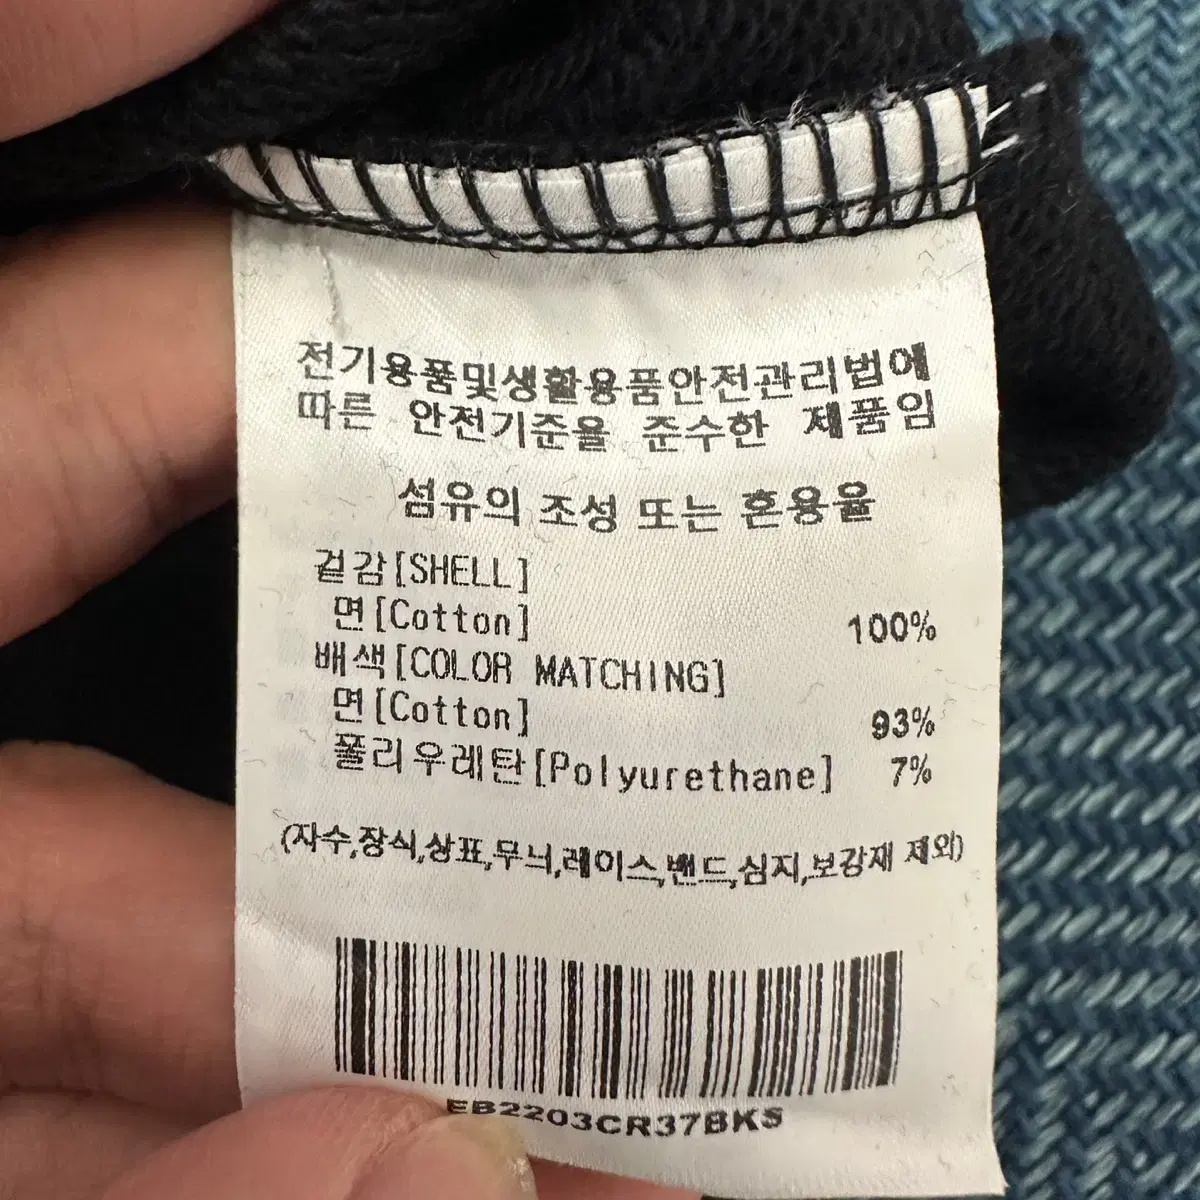 전기용품및생활용품안전관리법에
따른 안전기준을 준수한 제품임
섬유의 조성 또는 혼용율
겉감[SHELL]
면[Cotton] 100%
배색[COLOR MATCHING]
면[Cotton] 93%
폴리우레탄[Polyurethane] 7%
(자수,장식,상표,무늬,레이스,밴드,심지,보강재 제외)
EB2203CR37BKS